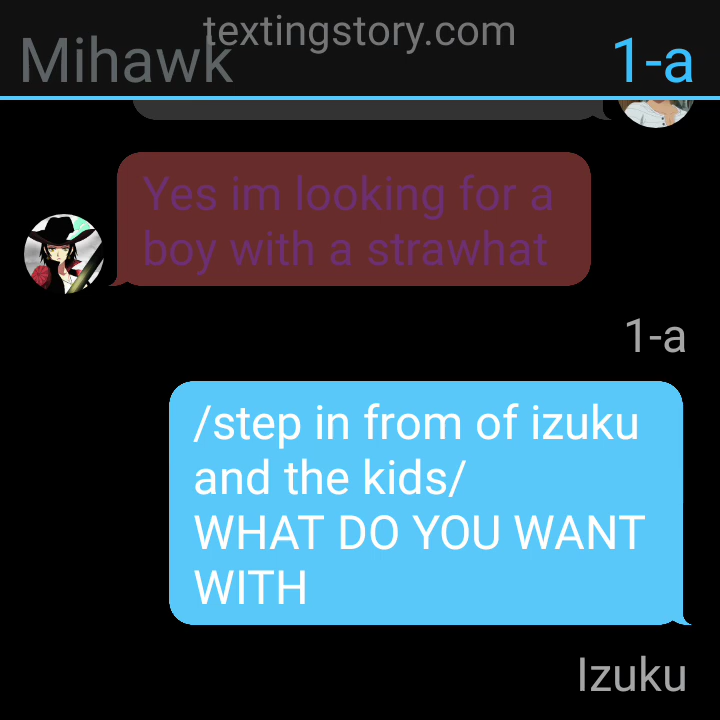 textingstory.com
Mihawk 1-a
Yes im looking for a
boy with a strawhat
1-a
/step in from of izuku
and the kids/
WHAT DO YOU WANT
WITH
Izuku